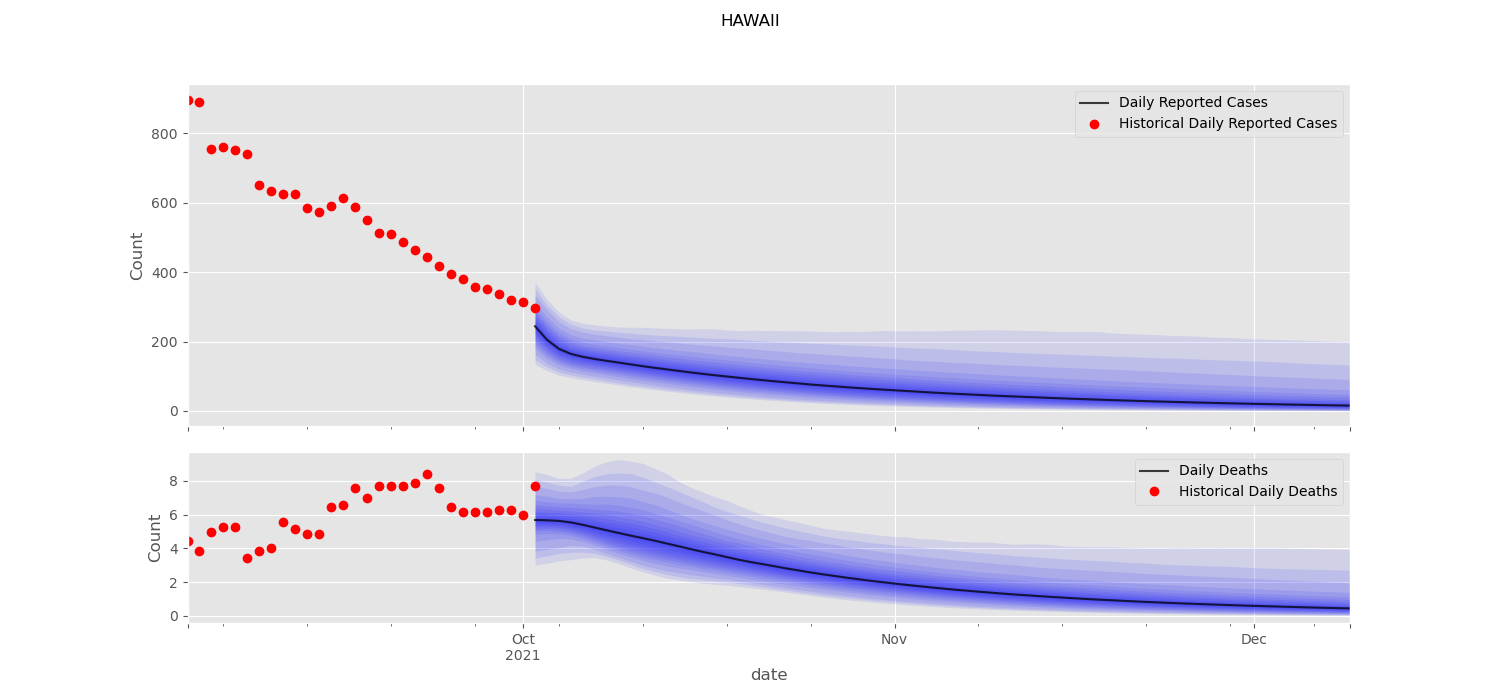 HAWAII
Daily Reported Cases
Historical Daily Reported Cases
800
600
400
200
0
Count
Daily Deaths
Historical Daily Deaths
8
6
4
2
0
Count
Oct
2021
Nov
Dec
date